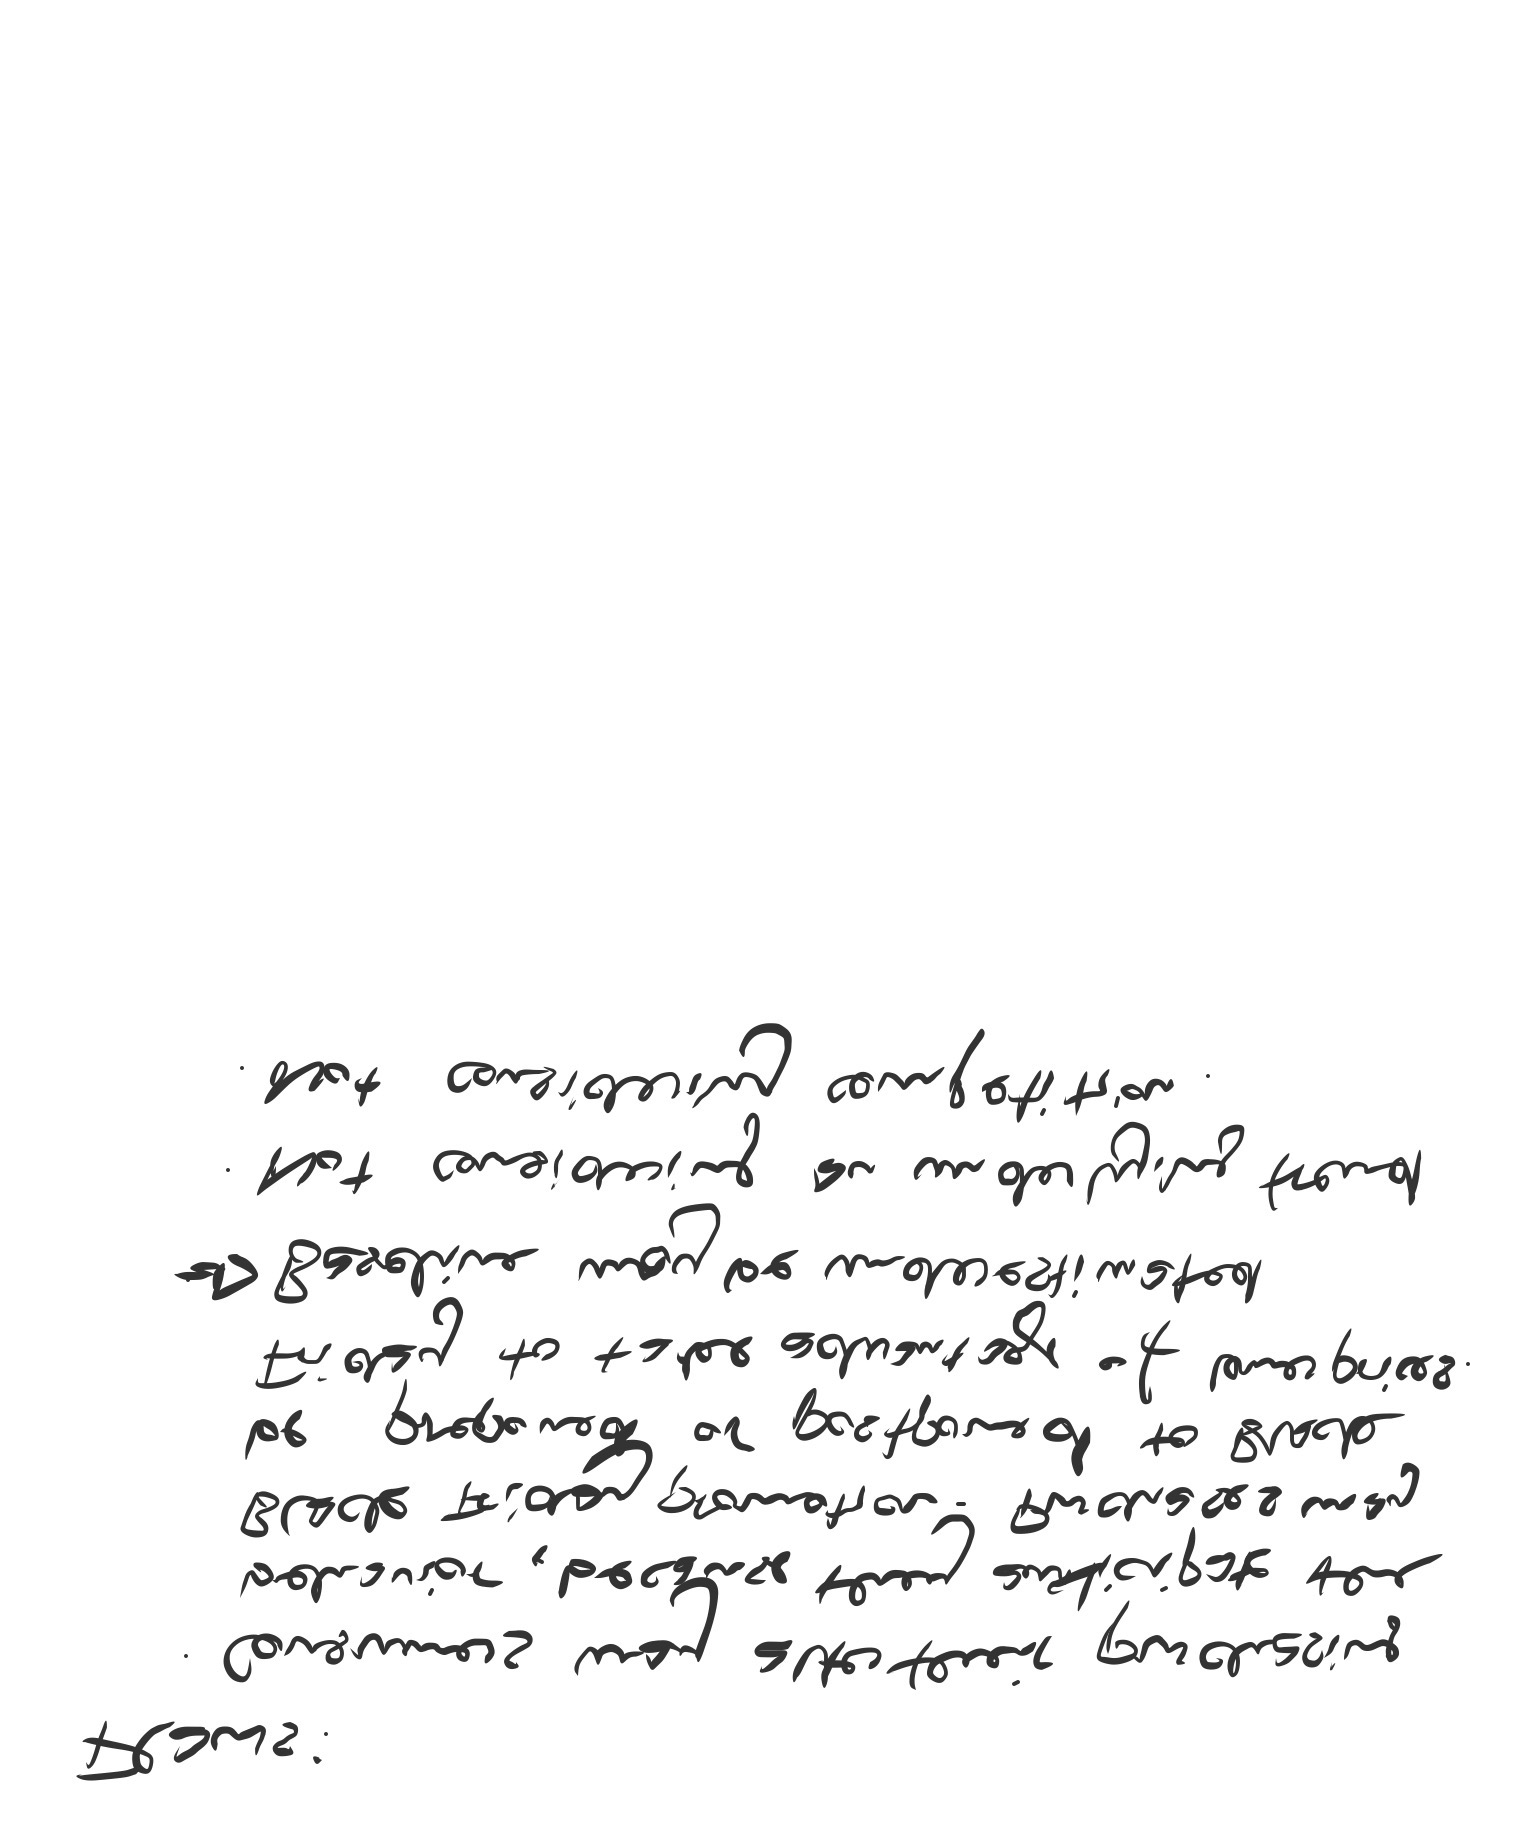 Flaws:
· Consumers may alter their purchasing
behavior, because they anticipate the
Black Friday promotion. Purchases may
be preponed or postponed to Black
Friday to take advantage of lower prices.
→ Baseline may be underestimated
· Not considering an underlying trend
· Not considering competition.